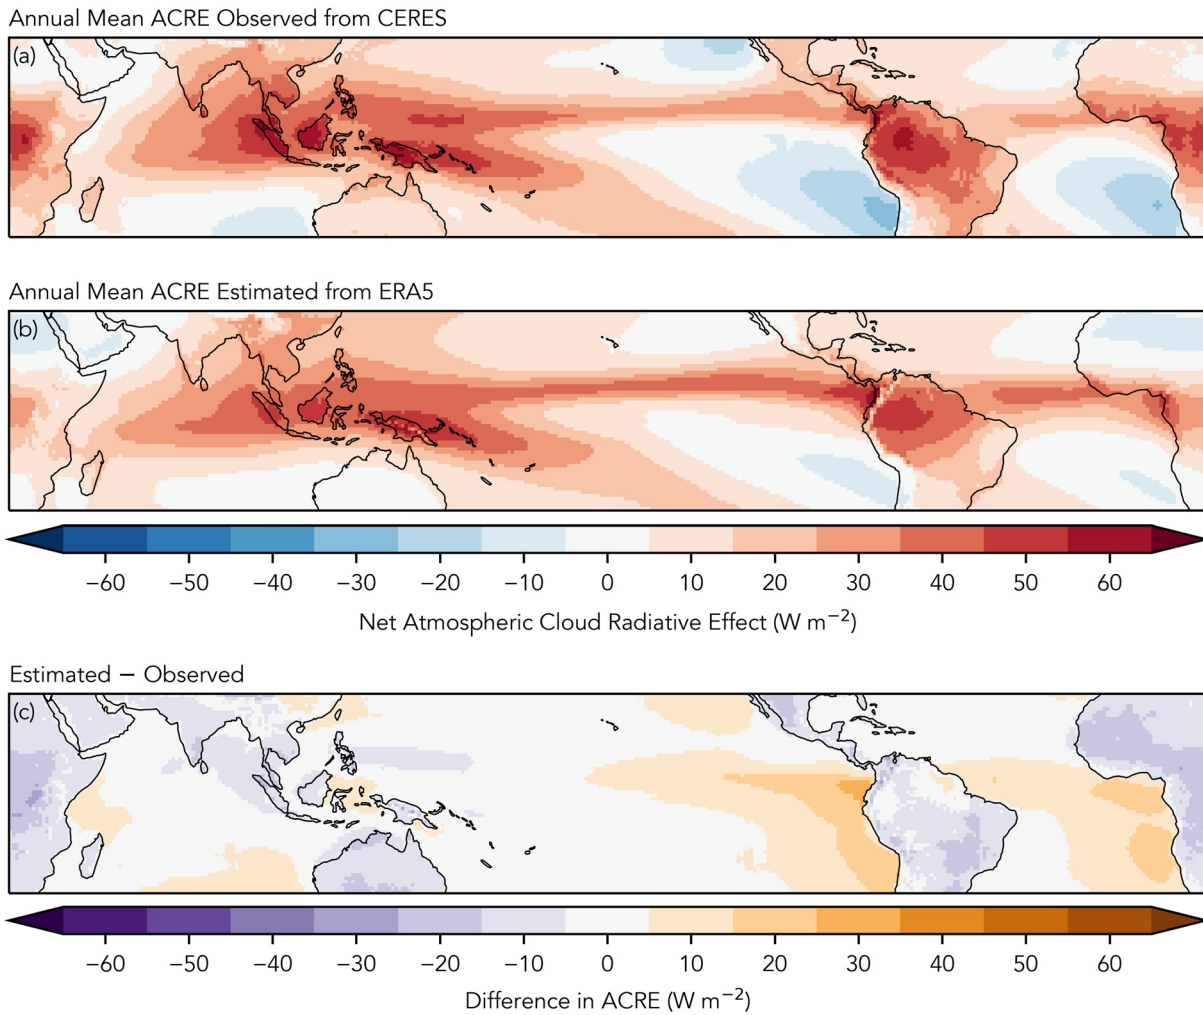 Annual Mean ACRE Observed from CERES
(a)
Annual Mean ACRE Estimated from ERA5
(b)
−60 −50 −40 −30 −20 −10 0 10 20 30 40 50 60
Net Atmospheric Cloud Radiative Effect (W m⁻²)
Estimated − Observed
(c)
−60 −50 −40 −30 −20 −10 0 10 20 30 40 50 60
Difference in ACRE (W m⁻²)